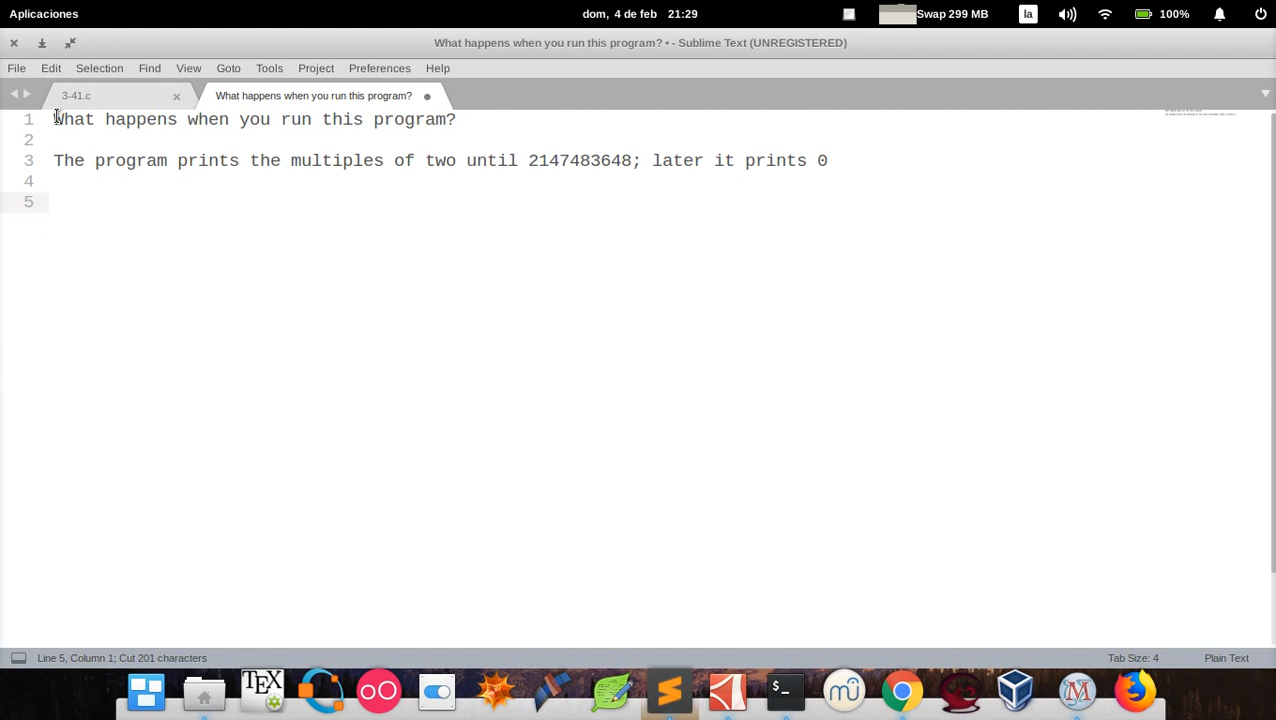 Aplicaciones dom, 4 de feb 21:29 Swap 299 MB la 100%
What happens when you run this program? • - Sublime Text (UNREGISTERED)
File Edit Selection Find View Goto Tools Project Preferences Help
3-41.c What happens when you run this program?
1 What happens when you run this program?
2
3 The program prints the multiples of two until 2147483648; later it prints 0
4
5
Line 5, Column 1; Cut 201 characters Tab Size: 4 Plain Text
TEX >_ mu M